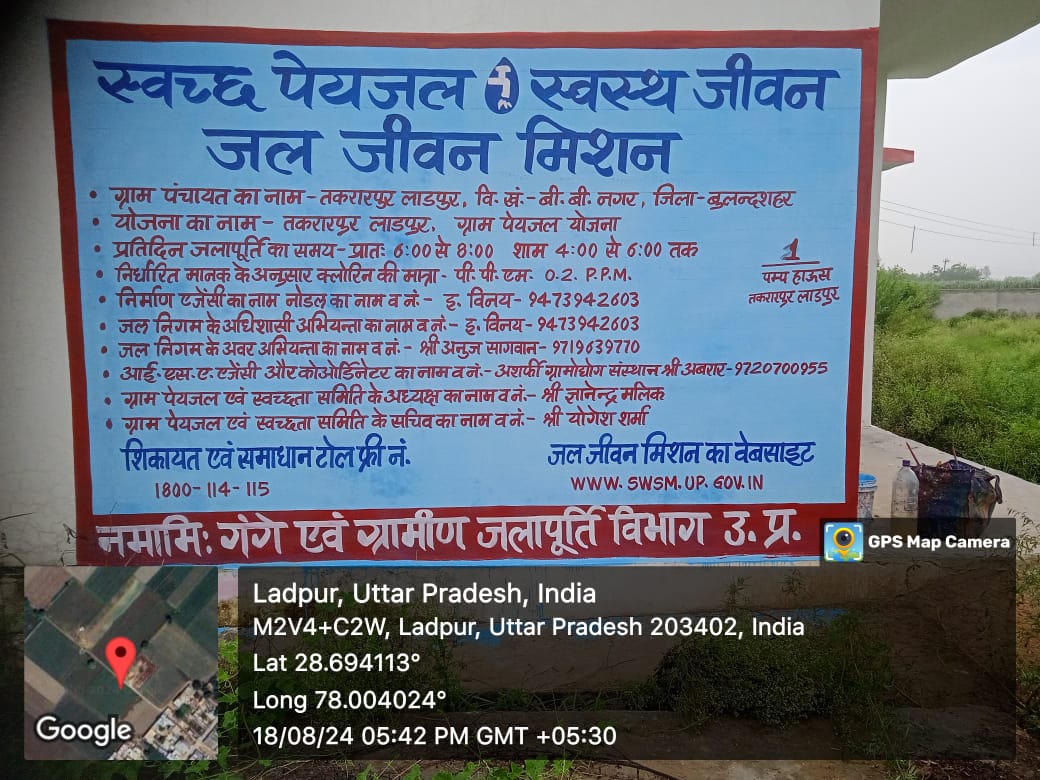 स्वच्छ पेयजल स्वस्थ जीवन
जल जीवन मिशन
• ग्राम पंचायत का नाम - तकरारपुर लाडपुर, वि. खं.- बी. बी. नगर, जिला- बुलन्दशहर
• योजना का नाम - तकरारपुर लाडपुर, ग्राम पेयजल योजना
• प्रतिदिन जलापूर्ति का समय - प्रातः 6:00 से 8:00 शाम 4:00 से 6:00 तक
• निर्धारित मानक के अनुसार क्लोरिन की मात्रा - पी. पी. एम. 0.2. P.P.M.
• निर्माण एजेंसी का नाम नोडल का नाम व नं:- इ. विनय- 9473942603
• जल निगम के अधिशासी अभियन्ता का नाम व नं:- इ. विनय- 9473942603
• जल निगम के अवर अभियन्ता का नाम व नं:- श्री अनुज सागवान- 9719639770
• आई. एस. ए. एजेंसी और कोओडिनेटर का नाम व नं:- अशर्फी ग्रामोद्योग संस्थान श्री अबरार- 9720700955
• ग्राम पेयजल एवं स्वच्छता समिति के अध्यक्ष का नाम व नं:- श्री ज्ञानेन्द्र मलिक
• ग्राम पेयजल एवं स्वच्छता समिति के सचिव का नाम व नं:- श्री योगेश शर्मा
1
पम्प हाऊस
तकरारपुर लाडपुर
शिकायत एवं समाधान टोल फ्री नं.
1800-114-115
जल जीवन मिशन का वेबसाइट
WWW.SWSM.UP.GOV.IN
नमामि: गंगे एवं ग्रामीण जलापूर्ति विभाग उ. प्र.
GPS Map Camera
Ladpur, Uttar Pradesh, India
M2V4+C2W, Ladpur, Uttar Pradesh 203402, India
Lat 28.694113°
Long 78.004024°
18/08/24 05:42 PM GMT +05:30
Google